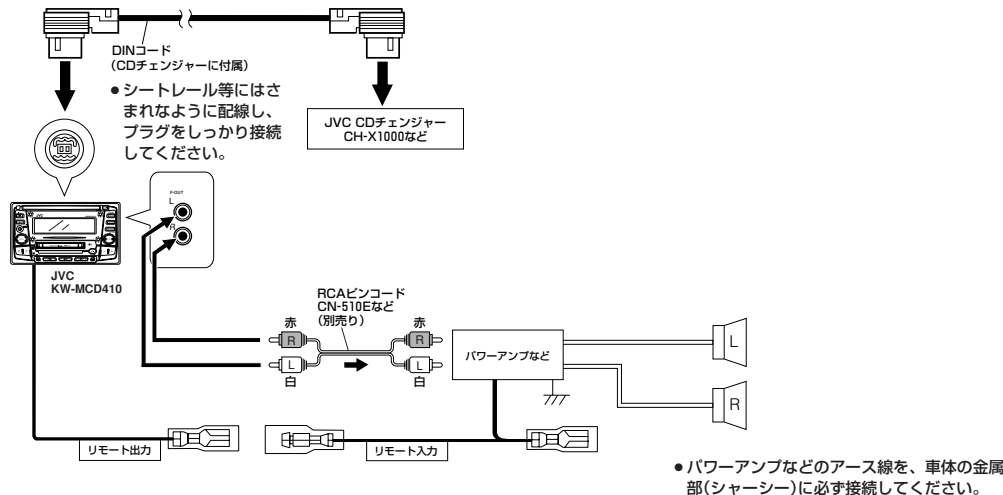 DINコード
(CDチェンジャーに付属)
●シートレール等にはさ
まれなように配線し、
プラグをしっかり接続
してください。
JVC CDチェンジャー
CH-X1000など
F-OUT
L
R
JVC
KW-MCD410
RCAピンコード
CN-510Eなど
(別売り)
赤
赤
R
R
L
L
白
白
パワーアンプなど
L
R
リモート出力
リモート入力
●パワーアンプなどのアース線を、車体の金属
部(シャーシー)に必ず接続してください。